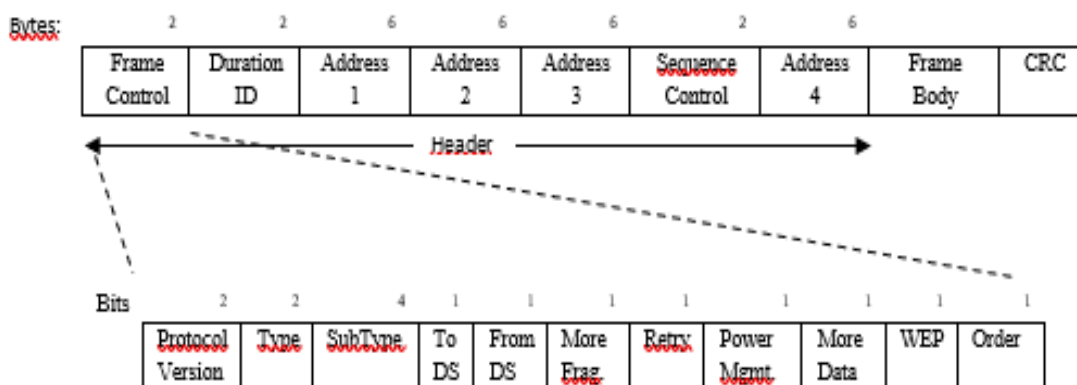 Bytes: 2 2 6 6 6 2 6
Frame Duration Address Address Address Sequence Address Frame CRC
Control ID 1 2 3 Control 4 Body
Header
Bits 2 2 4 1 1 1 1 1 1 1 1
Protocol Type SubType To From More Retry Power More WEP Order
Version DS DS Frag Mgmt Data